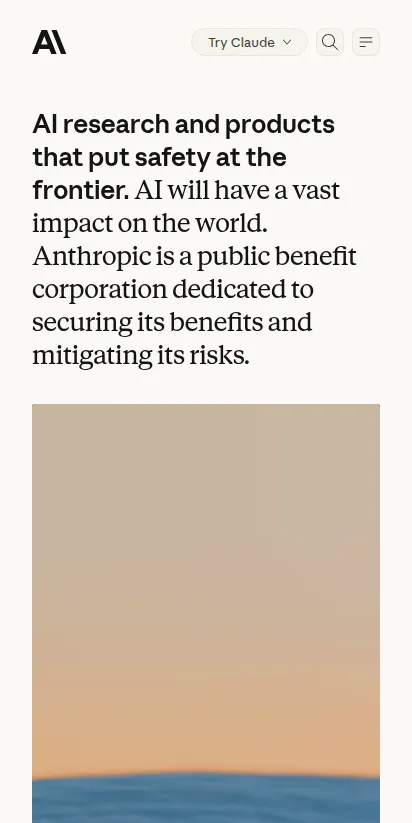 Try Claude
AI research and products
that put safety at the
frontier. AI will have a vast
impact on the world.
Anthropic is a public benefit
corporation dedicated to
securing its benefits and
mitigating its risks.